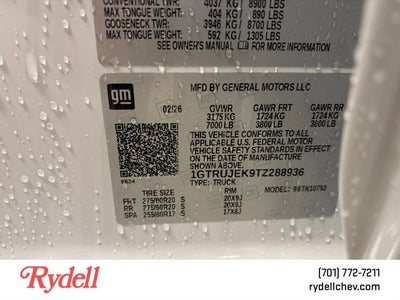 CONVENTIONAL TRW 4037 KG/ 8900 LBS
MAX TONGUE WEIGHT: 404 KG/ 890 LBS
GOOSENECK TRW: 3946 KG/ 8700 LBS
MAX TONGUE WEIGHT: 592 KG/ 1305 LBS
SEE OWNER'S MANUAL FOR MORE INFORMATION
gm
MFD BY GENERAL MOTORS LLC
02/26 GVWR GAWR FRT GAWR RR
3175 KG 1724 KG 1724 KG
7000 LB 3800 LB 3800 LB
THIS VEHICLE CONFORMS TO ALL
APPLICABLE U.S. FEDERAL MOTOR
VEHICLE SAFETY STANDARDS IN
EFFECT ON THE DATE OF MANUFACTURE
SHOWN ABOVE.
1GTRUJEK9TZ288936
TYPE: TRUCK
8624
TIRE SIZE RIM
FRT 275/60R20 S 20X9J
RR 275/60R20 S 20X9J
SPA 255/80R17 S 17X8J
Rydell
(701) 772-7211
rydellchev.com